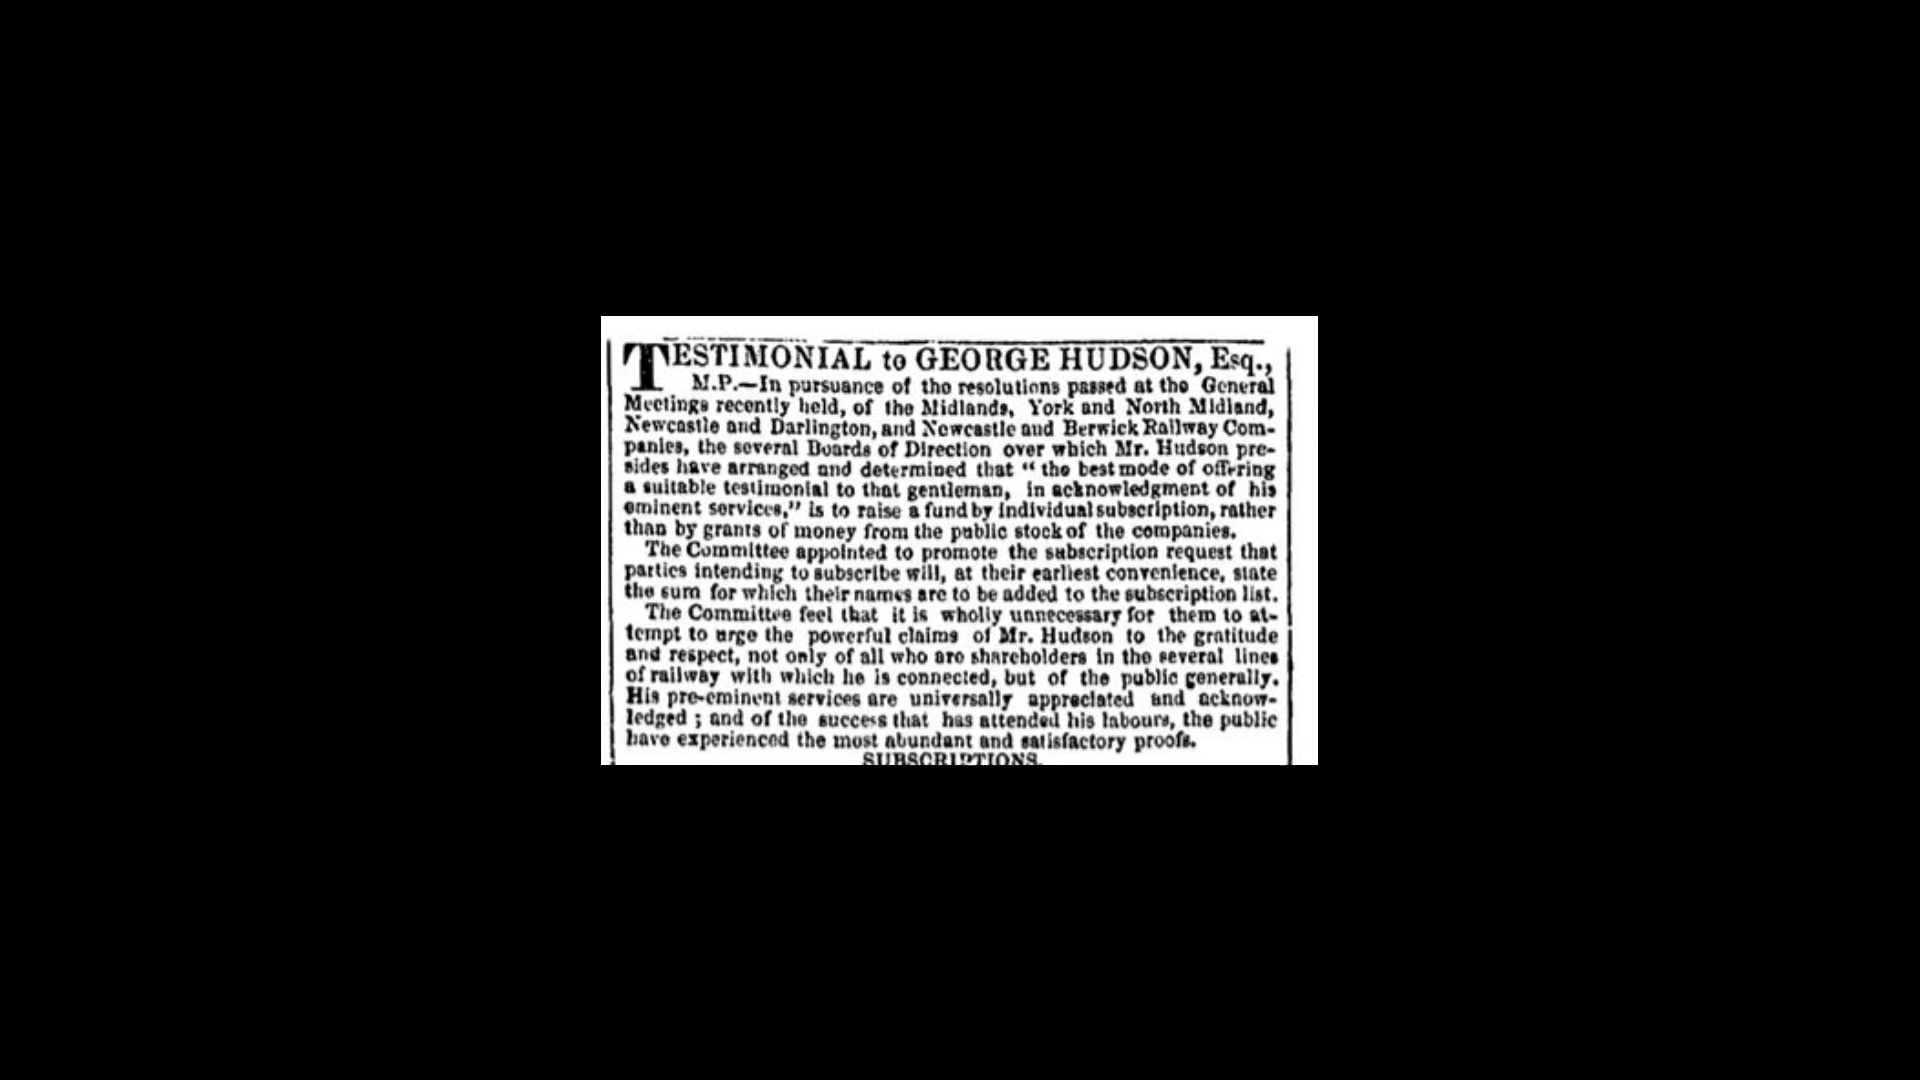 TESTIMONIAL to GEORGE HUDSON, Esq.,
M.P.—In pursuance of the resolutions passed at the General
Meetings recently held, of the Midlands, York and North Midland,
Newcastle and Darlington, and Newcastle and Berwick Railway Com-
panies, the several Boards of Direction over which Mr. Hudson pre-
sides have arranged and determined that “ the best mode of offering
a suitable testimonial to that gentleman, in acknowledgment of his
eminent services,” is to raise a fund by individual subscription, rather
than by grants of money from the public stock of the companies.
The Committee appointed to promote the subscription request that
parties intending to subscribe will, at their earliest convenience, state
the sum for which their names are to be added to the subscription list.
The Committee feel that it is wholly unnecessary for them to at-
tempt to urge the powerful claims of Mr. Hudson to the gratitude
and respect, not only of all who are shareholders in the several lines
of railway with which he is connected, but of the public generally.
His pre-eminent services are universally appreciated and acknow-
ledged ; and of the success that has attended his labours, the public
have experienced the most abundant and satisfactory proofs.
SUBSCRIPTIONS.